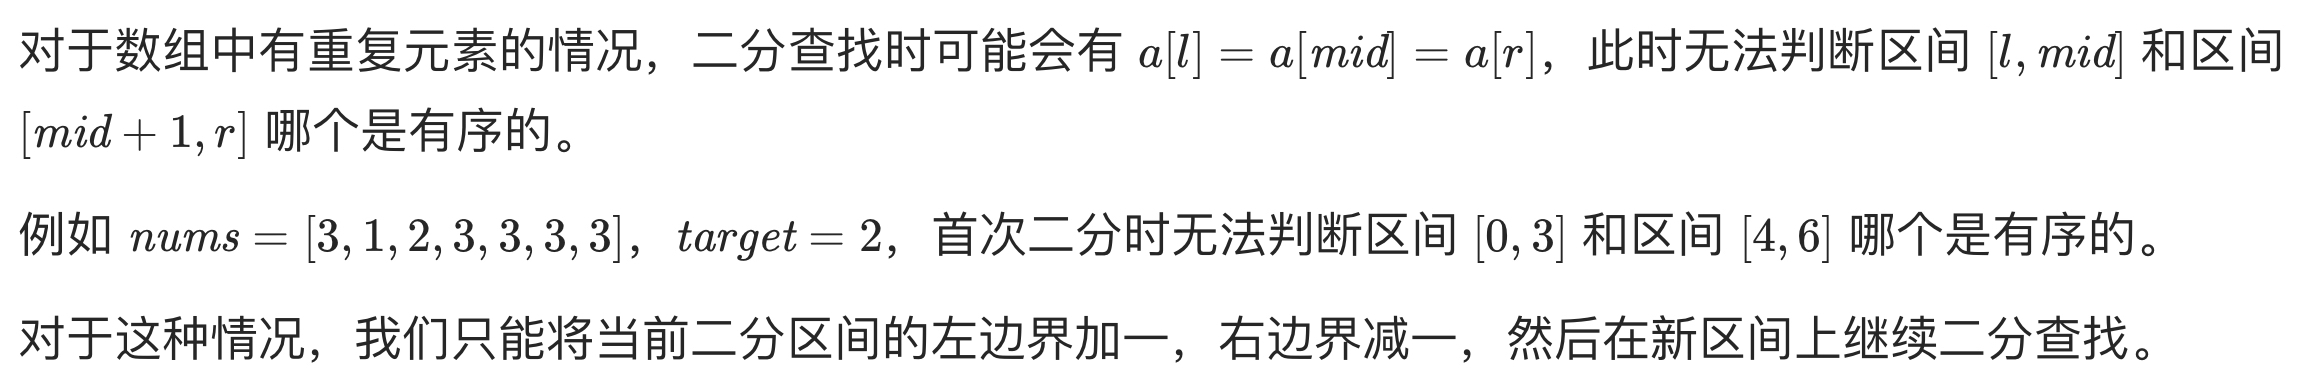 对于数组中有重复元素的情况，二分查找时可能会有 a[l] = a[mid] = a[r]，此时无法判断区间 [l, mid] 和区间
[mid + 1, r] 哪个是有序的。
例如 nums = [3, 1, 2, 3, 3, 3, 3]，target = 2，首次二分时无法判断区间 [0, 3] 和区间 [4, 6] 哪个是有序的。
对于这种情况，我们只能将当前二分区间的左边界加一，右边界减一，然后在新区间上继续二分查找。